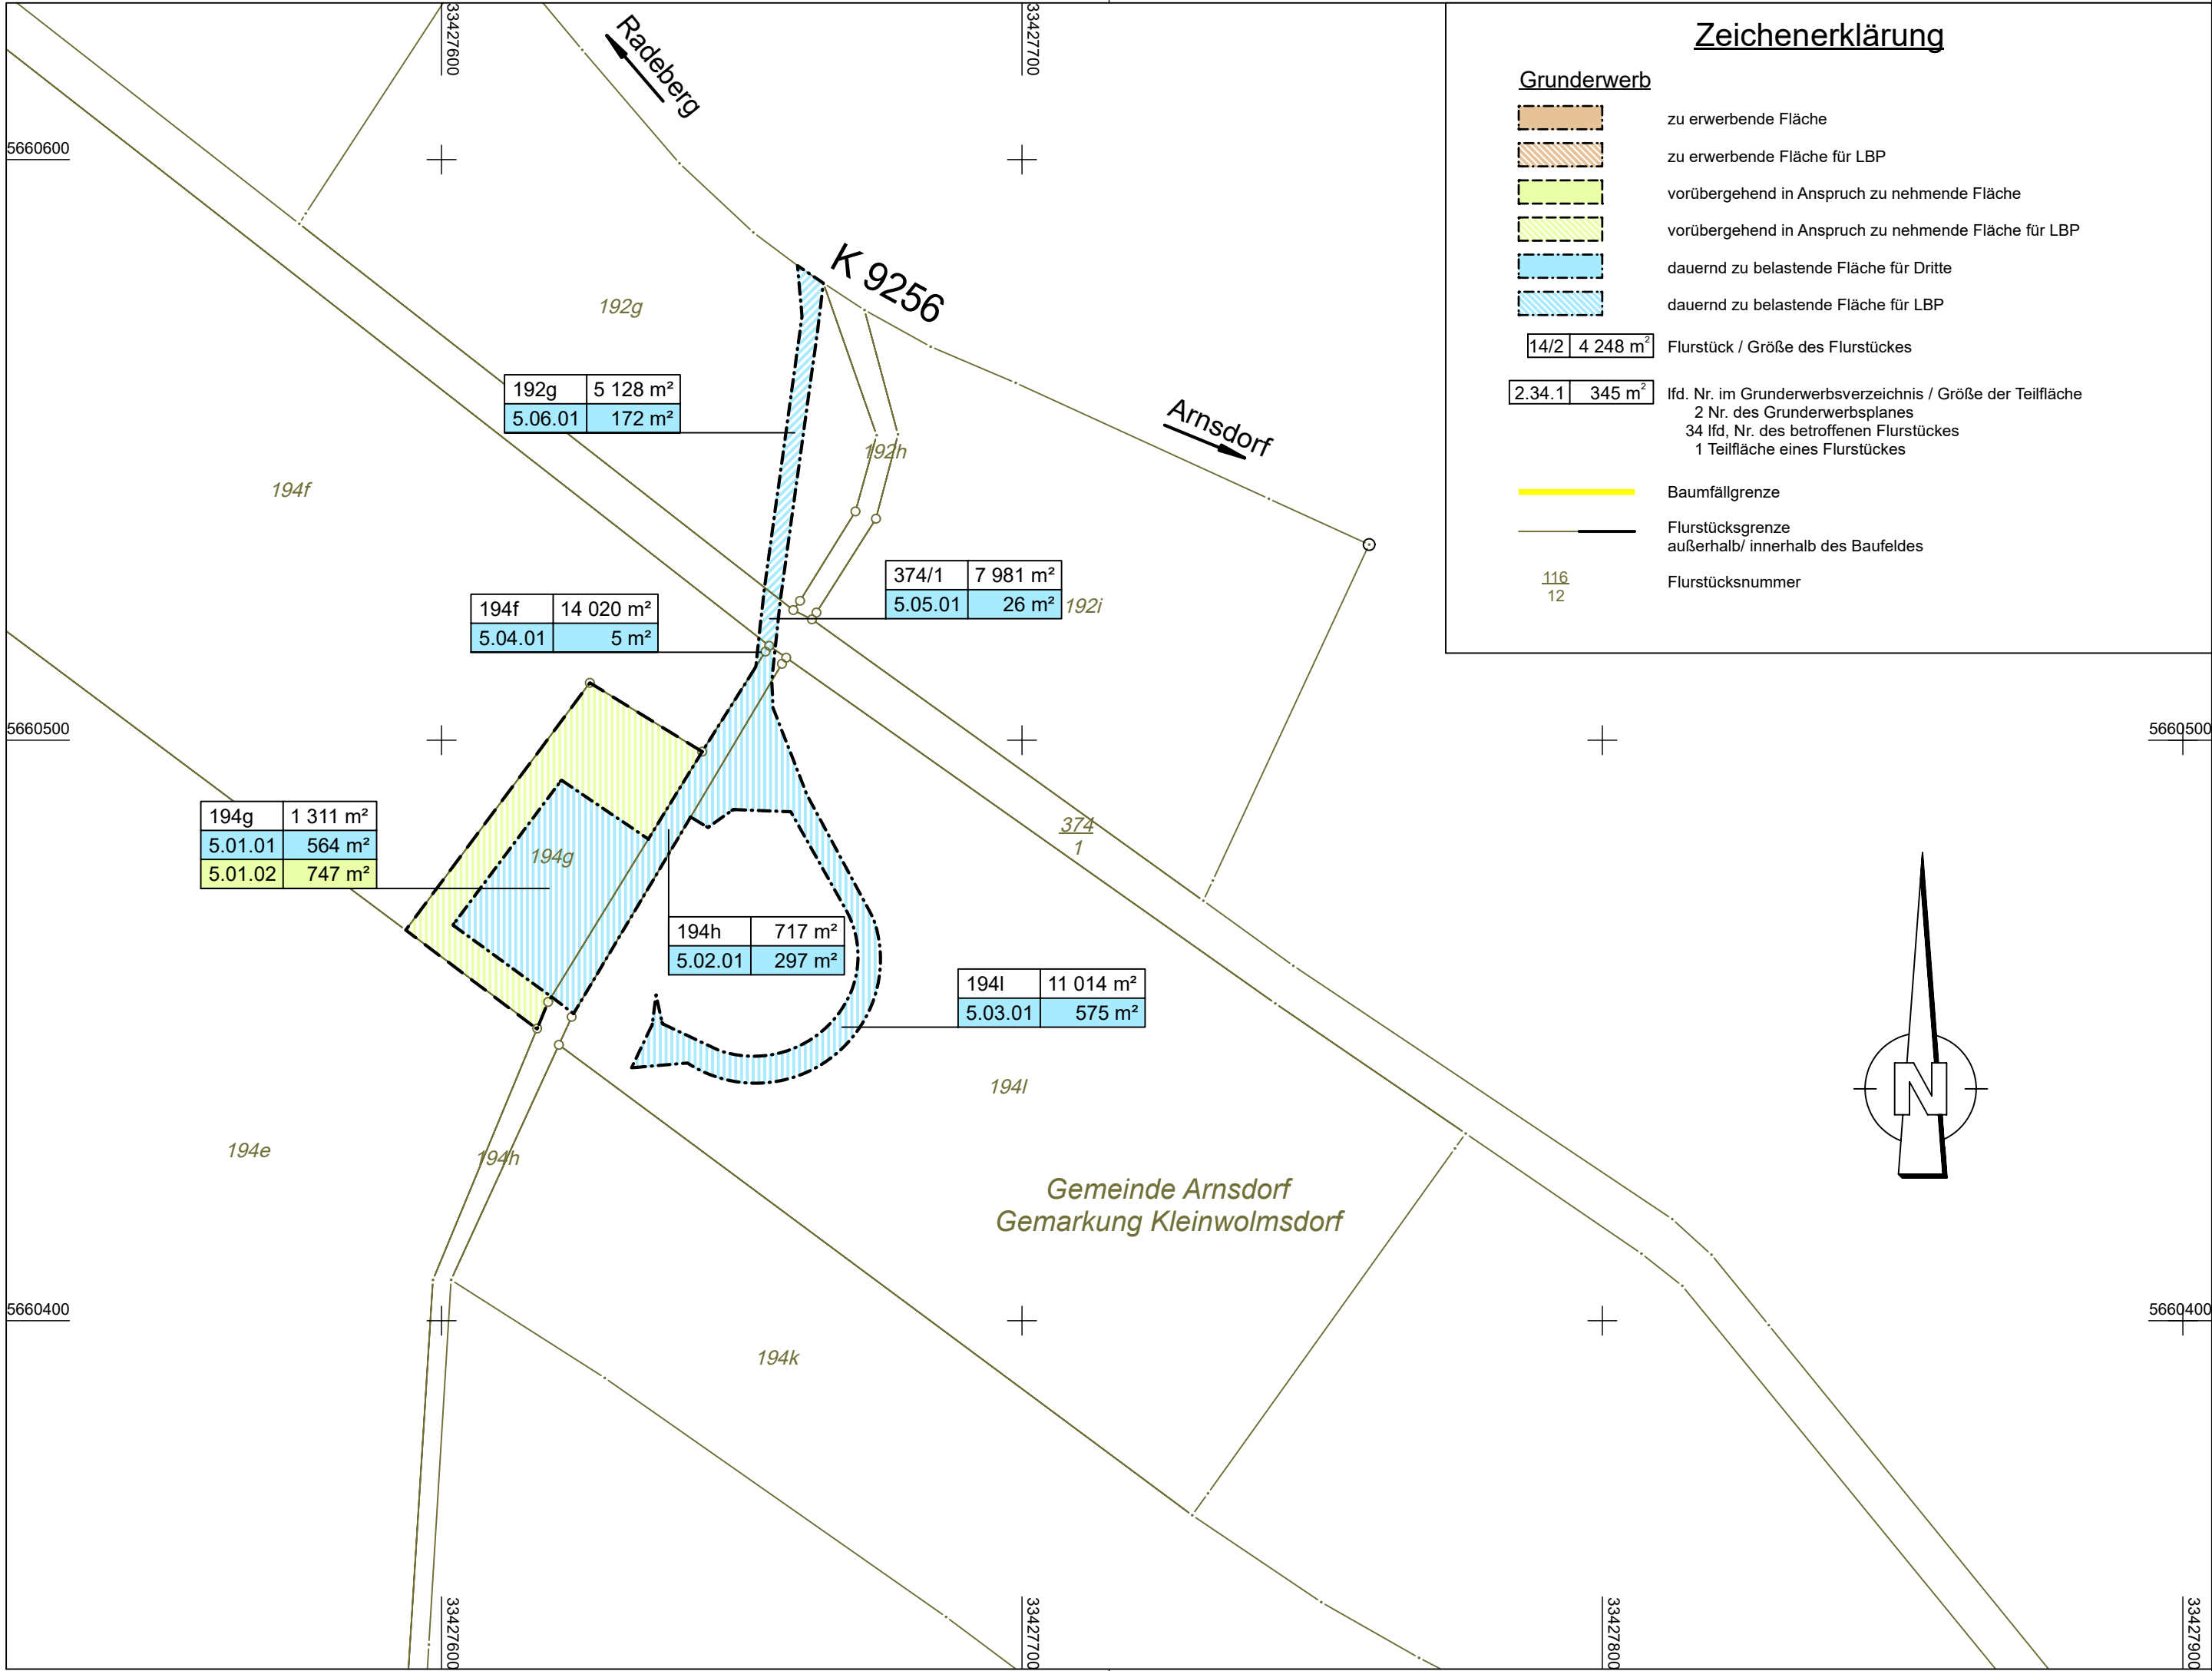 33427600
33427700
Radeberg
5660600
K 9256
192g
192g 5 128 m²
5.06.01 172 m²
Arnsdorf
192h
194f
374/1 7 981 m²
5.05.01 26 m²
192i
194f 14 020 m²
5.04.01 5 m²
5660500
5660500
194g 1 311 m²
5.01.01 564 m²
5.01.02 747 m²
194g
374
1
194h 717 m²
5.02.01 297 m²
194l 11 014 m²
5.03.01 575 m²
194l
194e
194h
Gemeinde Arnsdorf
Gemarkung Kleinwolmsdorf
N
5660400
5660400
194k
33427600
33427700
33427800
33427900
Zeichenerklärung
Grunderwerb
zu erwerbende Fläche
zu erwerbende Fläche für LBP
vorübergehend in Anspruch zu nehmende Fläche
vorübergehend in Anspruch zu nehmende Fläche für LBP
dauernd zu belastende Fläche für Dritte
dauernd zu belastende Fläche für LBP
14/2 4 248 m² Flurstück / Größe des Flurstückes
2.34.1 345 m² lfd. Nr. im Grunderwerbsverzeichnis / Größe der Teilfläche
2 Nr. des Grunderwerbsplanes
34 lfd, Nr. des betroffenen Flurstückes
1 Teilfläche eines Flurstückes
Baumfällgrenze
Flurstücksgrenze
außerhalb/ innerhalb des Baufeldes
116
12
Flurstücksnummer